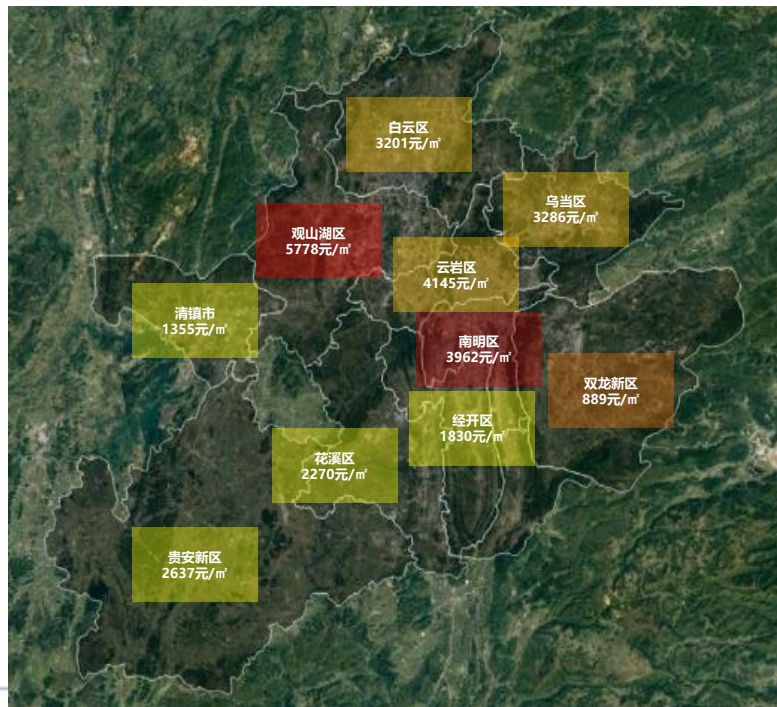 白云区
3201元/㎡
乌当区
3286元/㎡
观山湖区
5778元/㎡
云岩区
4145元/㎡
清镇市
1355元/㎡
南明区
3962元/㎡
双龙新区
889元/㎡
经开区
1830元/㎡
花溪区
2270元/㎡
贵安新区
2637元/㎡